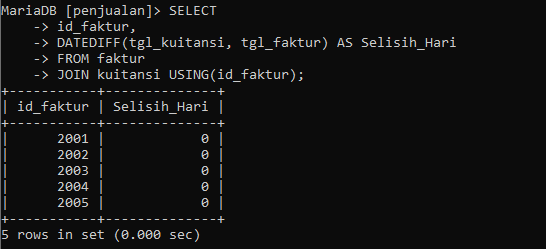 MariaDB [penjualan]> SELECT
    -> id_faktur,
    -> DATEDIFF(tgl_kuitansi, tgl_faktur) AS Selisih_Hari
    -> FROM faktur
    -> JOIN kuitansi USING(id_faktur);
+-----------+--------------+
| id_faktur | Selisih_Hari |
+-----------+--------------+
|      2001 |            0 |
|      2002 |            0 |
|      2003 |            0 |
|      2004 |            0 |
|      2005 |            0 |
+-----------+--------------+
5 rows in set (0.000 sec)